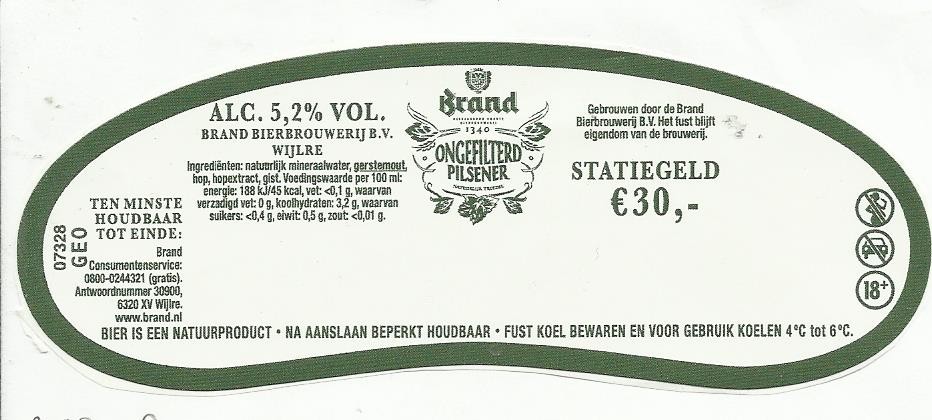 ALC. 5,2% VOL.
BRAND BIERBROUWERIJ B.V.
WIJLRE
Ingrediënten: natuurlijk mineraalwater, gerstemout,
hop, hopextract, gist. Voedingswaarde per 100 ml:
energie: 188 kJ/45 kcal, vet: <0,1 g, waarvan
verzadigd vet: 0 g, koolhydraten: 3,2 g, waarvan
suikers: <0,4 g, eiwit: 0,5 g, zout: <0,01 g.
TEN MINSTE
HOUDBAAR
TOT EINDE:
07328
GEO
Brand
Consumentenservice:
0800-0244321 (gratis).
Antwoordnummer 30900,
6320 XV Wijlre.
www.brand.nl
Brand
1340
ONGEFILTERD
PILSENER
NATUURLIJK TROEBEL
Gebrouwen door de Brand
Bierbrouwerij B.V. Het fust blijft
eigendom van de brouwerij.
STATIEGELD
€30,-
18+
BIER IS EEN NATUURPRODUCT • NA AANSLAAN BEPERKT HOUDBAAR • FUST KOEL BEWAREN EN VOOR GEBRUIK KOELEN 4°C tot 6°C.